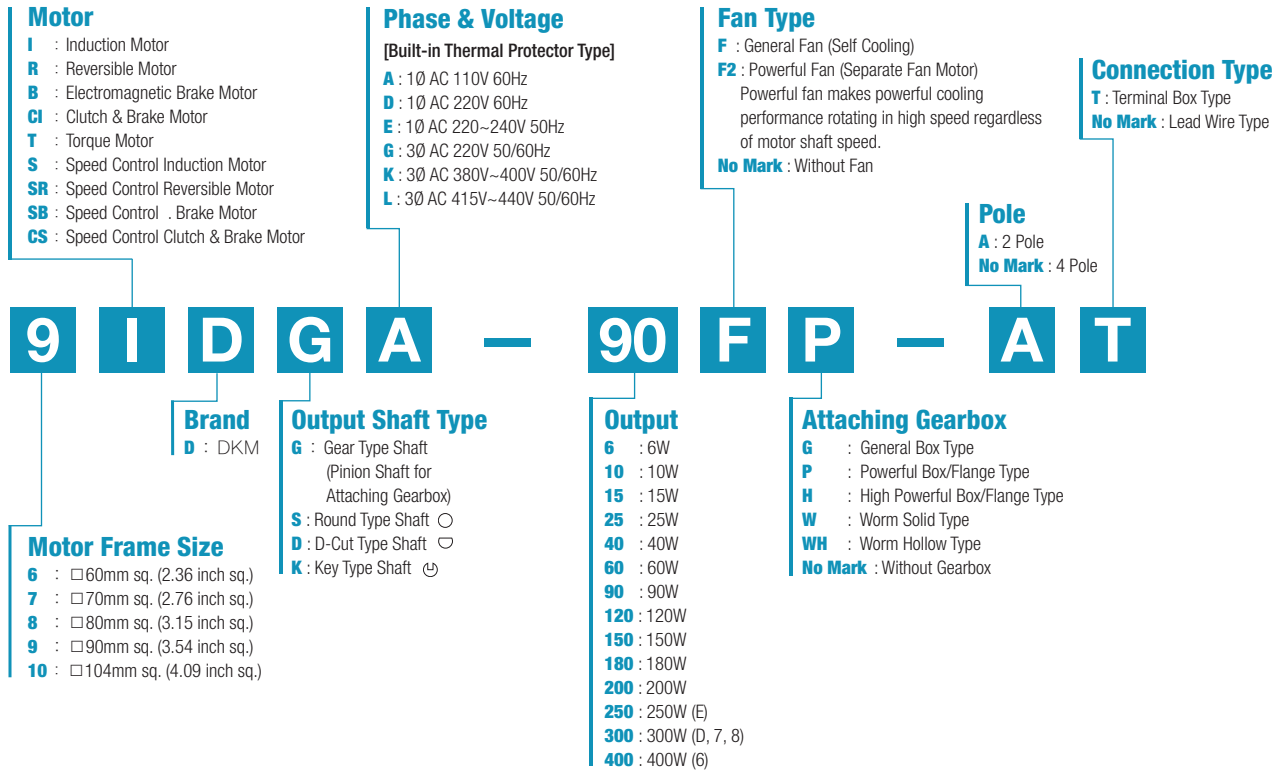 Motor
I : Induction Motor
R : Reversible Motor
B : Electromagnetic Brake Motor
CI : Clutch & Brake Motor
T : Torque Motor
S : Speed Control Induction Motor
SR : Speed Control Reversible Motor
SB : Speed Control . Brake Motor
CS : Speed Control Clutch & Brake Motor
Phase & Voltage
[Built-in Thermal Protector Type]
A : 1Ø AC 110V 60Hz
D : 1Ø AC 220V 60Hz
E : 1Ø AC 220~240V 50Hz
G : 3Ø AC 220V 50/60Hz
K : 3Ø AC 380V~400V 50/60Hz
L : 3Ø AC 415V~440V 50/60Hz
Fan Type
F : General Fan (Self Cooling)
F2 : Powerful Fan (Separate Fan Motor)
Powerful fan makes powerful cooling
performance rotating in high speed regardless
of motor shaft speed.
No Mark : Without Fan
Connection Type
T : Terminal Box Type
No Mark : Lead Wire Type
Pole
A : 2 Pole
No Mark : 4 Pole
9 I D G A — 90 F P — A T
Brand
D : DKM
Output Shaft Type
G : Gear Type Shaft
(Pinion Shaft for
Attaching Gearbox)
S : Round Type Shaft
D : D-Cut Type Shaft
K : Key Type Shaft
Motor Frame Size
6 : □60mm sq. (2.36 inch sq.)
7 : □70mm sq. (2.76 inch sq.)
8 : □80mm sq. (3.15 inch sq.)
9 : □90mm sq. (3.54 inch sq.)
10 : □104mm sq. (4.09 inch sq.)
Output
6 : 6W
10 : 10W
15 : 15W
25 : 25W
40 : 40W
60 : 60W
90 : 90W
120 : 120W
150 : 150W
180 : 180W
200 : 200W
250 : 250W (E)
300 : 300W (D, 7, 8)
400 : 400W (6)
Attaching Gearbox
G : General Box Type
P : Powerful Box/Flange Type
H : High Powerful Box/Flange Type
W : Worm Solid Type
WH : Worm Hollow Type
No Mark : Without Gearbox